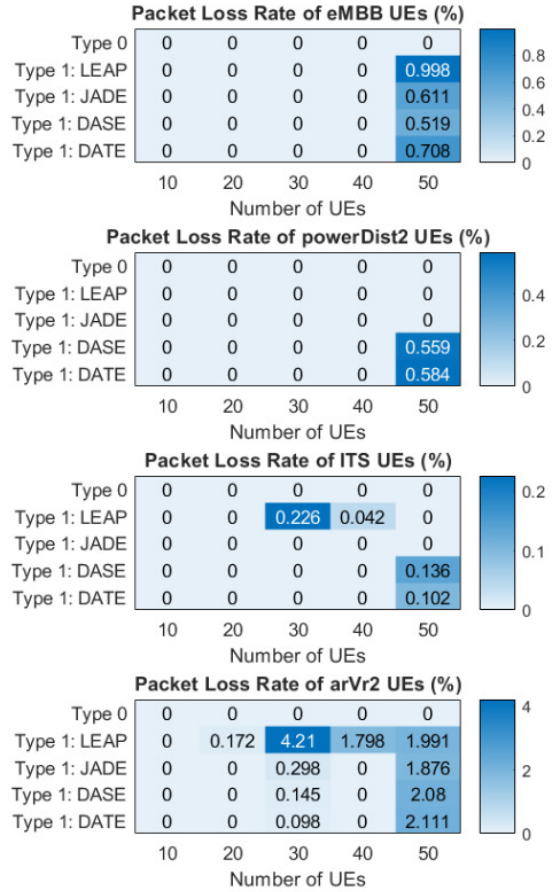 Packet Loss Rate of eMBB UEs (%)
Type 0 0 0 0 0 0
Type 1: LEAP 0 0 0 0 0.998
Type 1: JADE 0 0 0 0 0.611
Type 1: DASE 0 0 0 0 0.519
Type 1: DATE 0 0 0 0 0.708
0.8
0.6
0.4
0.2
0
10 20 30 40 50
Number of UEs
Packet Loss Rate of powerDist2 UEs (%)
Type 0 0 0 0 0 0
Type 1: LEAP 0 0 0 0 0
Type 1: JADE 0 0 0 0 0
Type 1: DASE 0 0 0 0 0.559
Type 1: DATE 0 0 0 0 0.584
0.4
0.2
0
10 20 30 40 50
Number of UEs
Packet Loss Rate of ITS UEs (%)
Type 0 0 0 0 0 0
Type 1: LEAP 0 0 0.226 0.042 0
Type 1: JADE 0 0 0 0 0
Type 1: DASE 0 0 0 0 0.136
Type 1: DATE 0 0 0 0 0.102
0.2
0.1
0
10 20 30 40 50
Number of UEs
Packet Loss Rate of arVr2 UEs (%)
Type 0 0 0 0 0 0
Type 1: LEAP 0 0.172 4.21 1.798 1.991
Type 1: JADE 0 0 0.298 0 1.876
Type 1: DASE 0 0 0.145 0 2.08
Type 1: DATE 0 0 0.098 0 2.111
4
2
0
10 20 30 40 50
Number of UEs